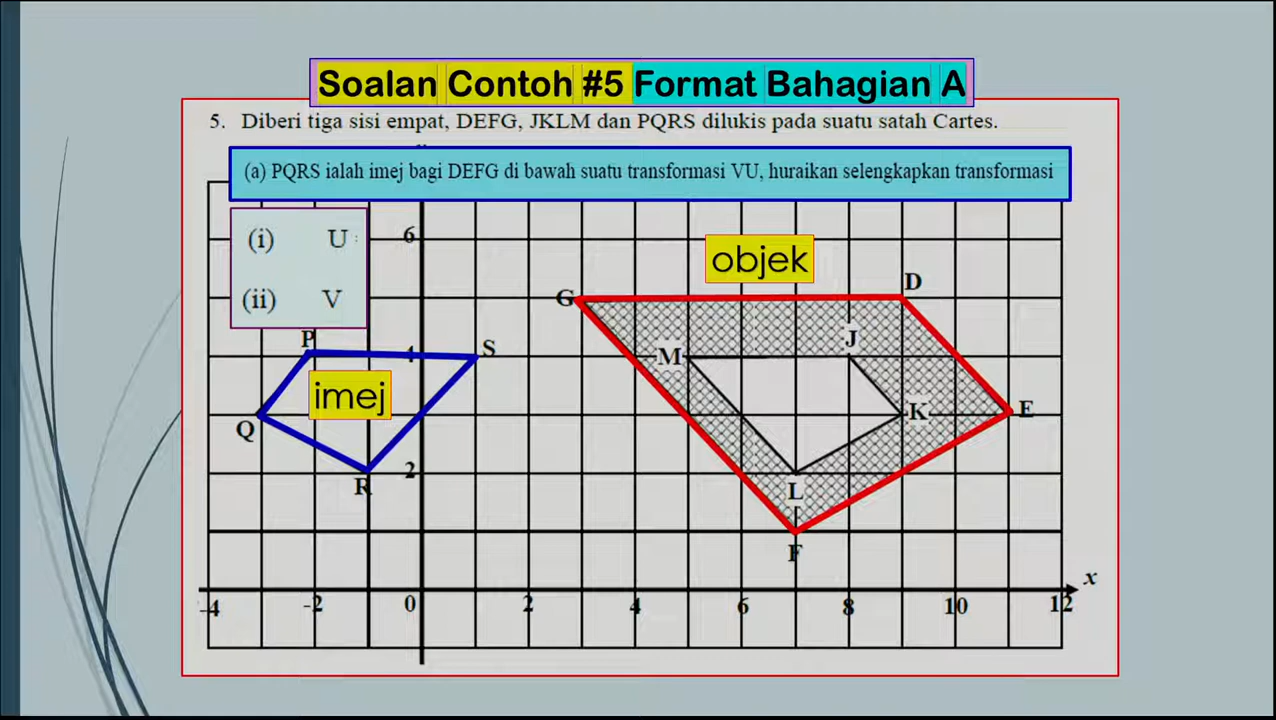 Soalan Contoh #5 Format Bahagian A
5. Diberi tiga sisi empat, DEFG, JKLM dan PQRS dilukis pada suatu satah Cartes.
(a) PQRS ialah imej bagi DEFG di bawah suatu transformasi VU, huraikan selengkapkan transformasi
(i) U
6
objek
D
(ii) V
G
P
4
S
M
J
imej
Q
K
E
2
R
L
F
x
-4
-2
0
2
4
6
8
10
12